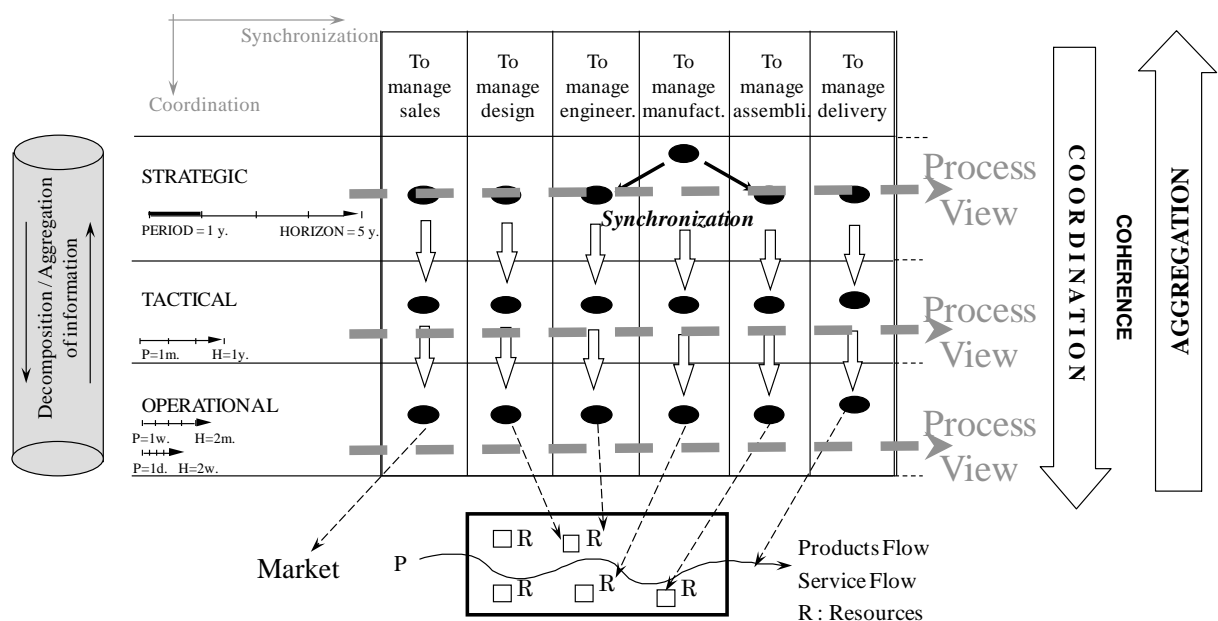 Synchronization
Coordination
To
manage
sales
To
manage
design
To
manage
engineer.
To
manage
manufact.
To
manage
assembli.
To
manage
delivery
Decomposition / Aggregation
of information
STRATEGIC
PERIOD = 1 y.
HORIZON = 5 y.
Synchronization
Process
View
TACTICAL
P=1m.
H=1y.
Process
View
OPERATIONAL
P=1w.
H=2m.
P=1d.
H=2w.
Process
View
COORDINATION
COHERENCE
AGGREGATION
Market
P
R
R
R
R
R
Products Flow
Service Flow
R : Resources